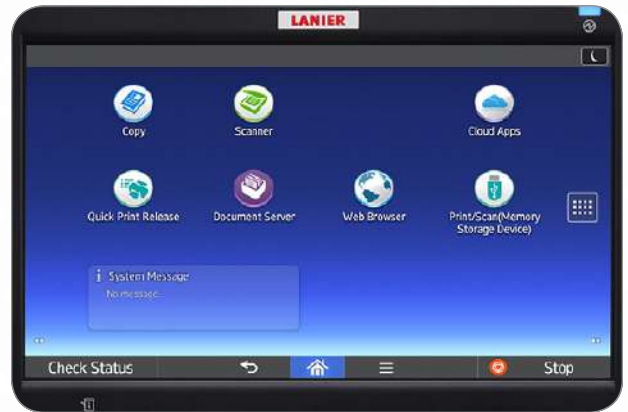 LANIER
Copy
Scanner
Cloud Apps
Quick Print Release
Document Server
Web Browser
Print/Scan(Memory
Storage Device)
System Message
No message...
Check Status
Stop